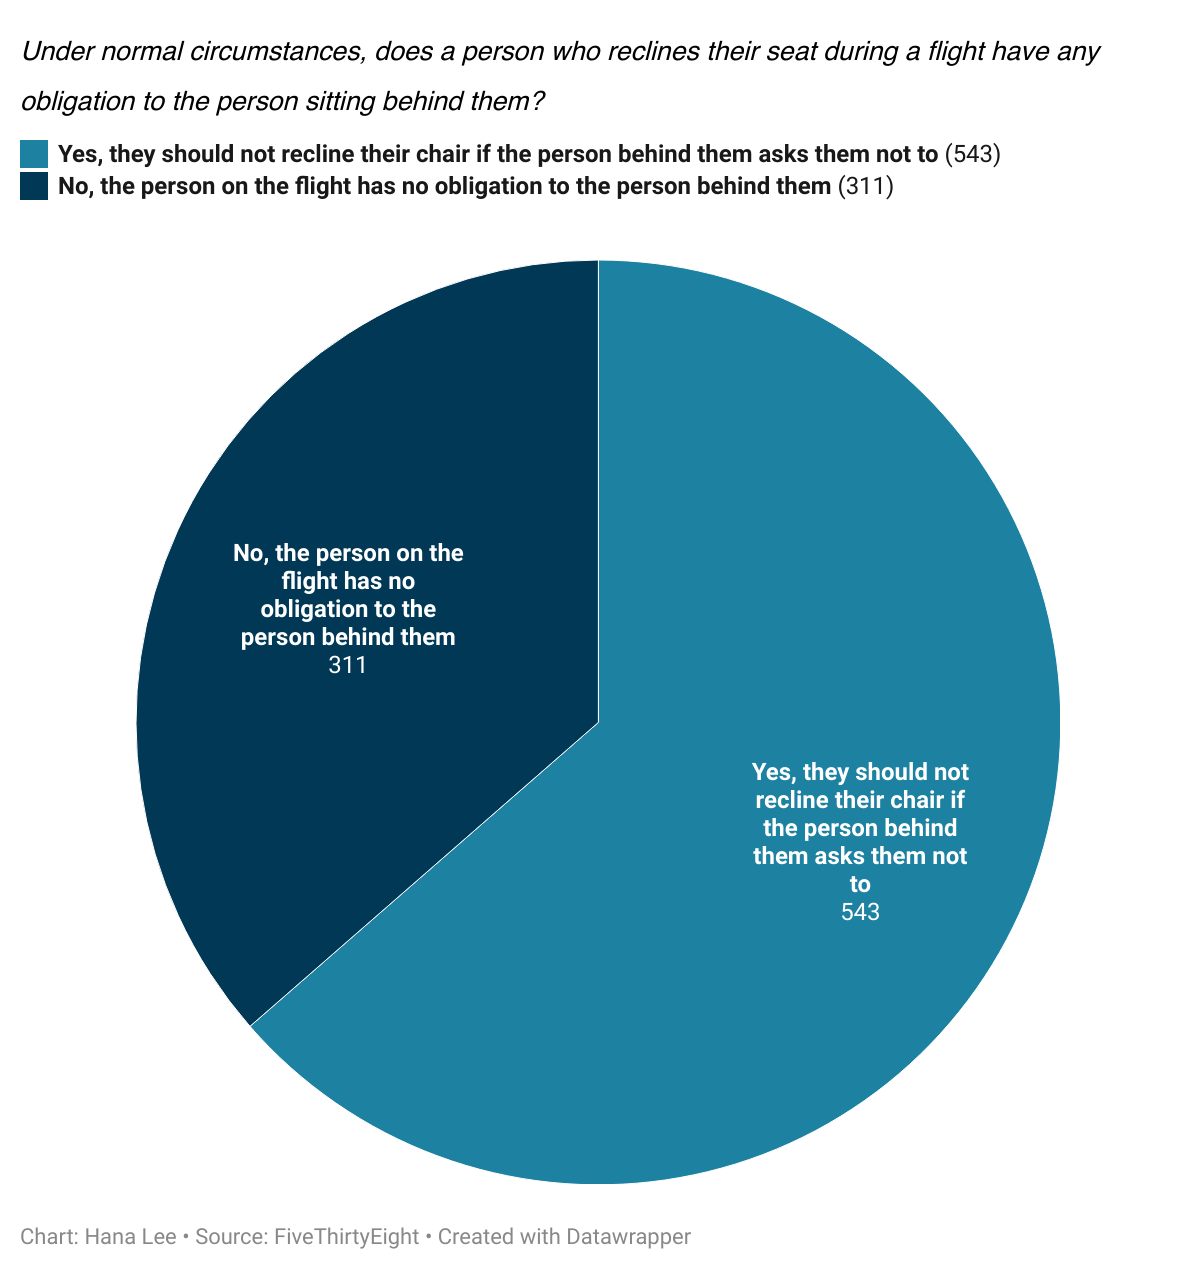 Under normal circumstances, does a person who reclines their seat during a flight have any
obligation to the person sitting behind them?
Yes, they should not recline their chair if the person behind them asks them not to (543)
No, the person on the flight has no obligation to the person behind them (311)
No, the person on the
flight has no
obligation to the
person behind them
311
Yes, they should not
recline their chair if
the person behind
them asks them not
to
543
Chart: Hana Lee • Source: FiveThirtyEight • Created with Datawrapper